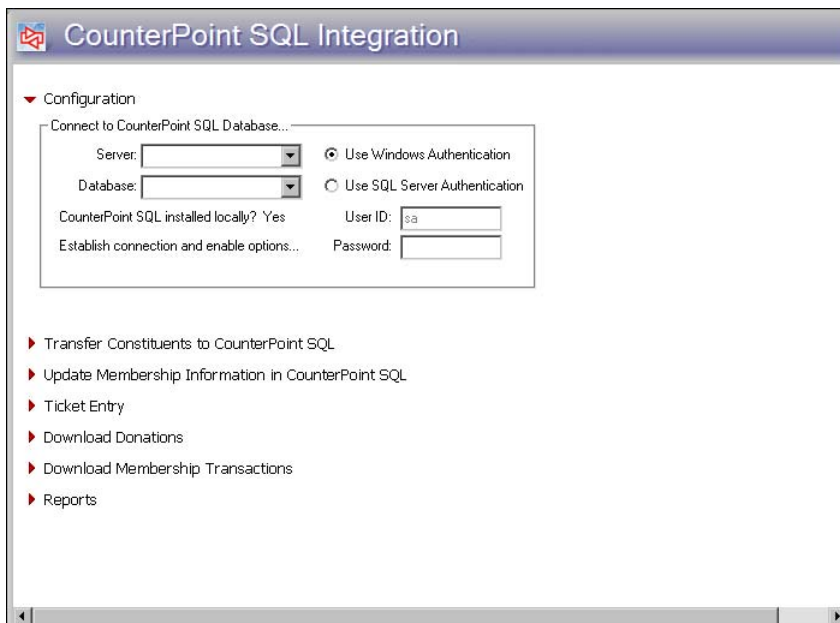 CounterPoint SQL Integration
Configuration
Connect to CounterPoint SQL Database...
Server:
Use Windows Authentication
Database:
Use SQL Server Authentication
CounterPoint SQL installed locally? Yes
User ID: sa
Establish connection and enable options...
Password:
Transfer Constituents to CounterPoint SQL
Update Membership Information in CounterPoint SQL
Ticket Entry
Download Donations
Download Membership Transactions
Reports